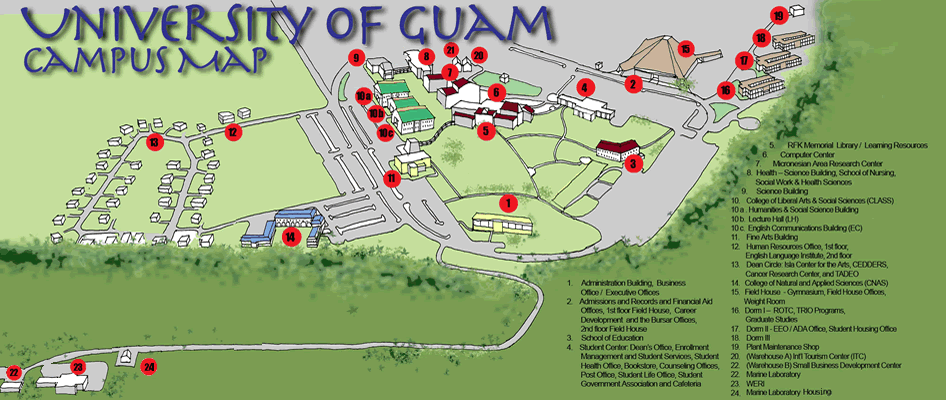 UNIVERSITY OF GUAM
CAMPUS MAP
19
18
17
16
15
21
20
9
8
7
2
4
6
10a
10b
10c
5
12
13
3
11
1
14
22
23
24
1. Administration Building, Business
Office / Executive Offices
2. Admissions and Records and Financial Aid
Offices, 1st floor Field House, Career
Development: and the Bursar Offices,
2nd floor Field House
3. School of Education
4. Student Center: Dean's Office, Enrollment
Management and Student Services, Student
Health Office, Bookstore, Counseling Offices,
Post Office, Student Life Office, Student
Government Association and Cafeteria
5. RFK Memorial Library / Learning Resources
6. Computer Center
7. Micronesian Area Research Center
8. Health – Science Building, School of Nursing,
Social Work & Health Sciences
9. Science Building
10. College of Liberal Arts & Social Sciences (CLASS)
10 a. Humanities & Social Science Building
10 b. Lecture Hall (LH)
10 c. English Communications Building (EC)
11. Fine Arts Building
12. Human Resources Office, 1st floor,
English Language Institute, 2nd floor
13. Dean Circle: Isla Center for the Arts, CEDDERS,
Cancer Research Center, and TADEO
14. College of Natural and Applied Sciences (CNAS)
15. Field House - Gymnasium, Field House Offices,
Weight Room
16. Dorm I – ROTC, TRIO Programs,
Graduate Studies
17. Dorm II - EEO / ADA Office, Student Housing Office
18. Dorm III
19. Plant Maintenance Shop
20. (Warehouse A) Int'l Tourism Center (ITC)
22. (Warehouse B) Small Business Development Center
22. Marine Laboratory
23. WERI
24. Marine Laboratory Housing